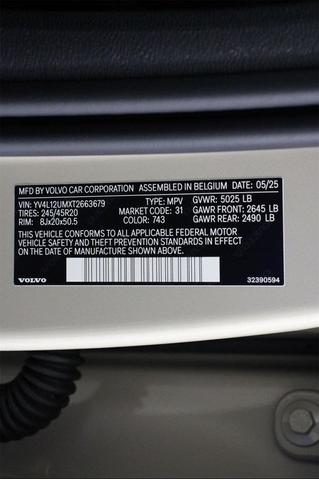 MFD BY VOLVO CAR CORPORATION ASSEMBLED IN BELGIUM DATE: 05/25
VIN: YV4L12UMXT2663679 TYPE: MPV GVWR: 5025 LB
TIRES: 245/45R20 MARKET CODE: 31 GAWR FRONT: 2645 LB
RIM: 8Jx20x50.5 COLOR: 743 GAWR REAR: 2490 LB
THIS VEHICLE CONFORMS TO ALL APPLICABLE FEDERAL MOTOR
VEHICLE SAFETY AND THEFT PREVENTION STANDARDS IN EFFECT ON
THE DATE OF MANUFACTURE SHOWN ABOVE.
VOLVO 32390594